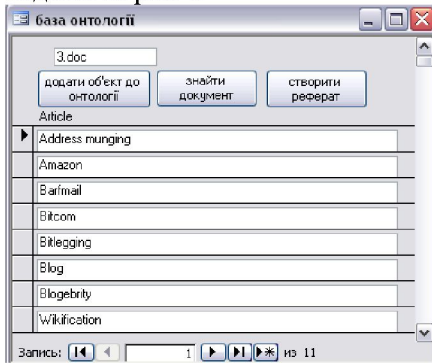 база онтології
3.doc
додати об'єкт до онтології
знайти документ
створити реферат
Article
Address munging
Amazon
Barfmail
Bitcom
Bitlegging
Blog
Blogebrity
Wikification
Запись: 1 из 11